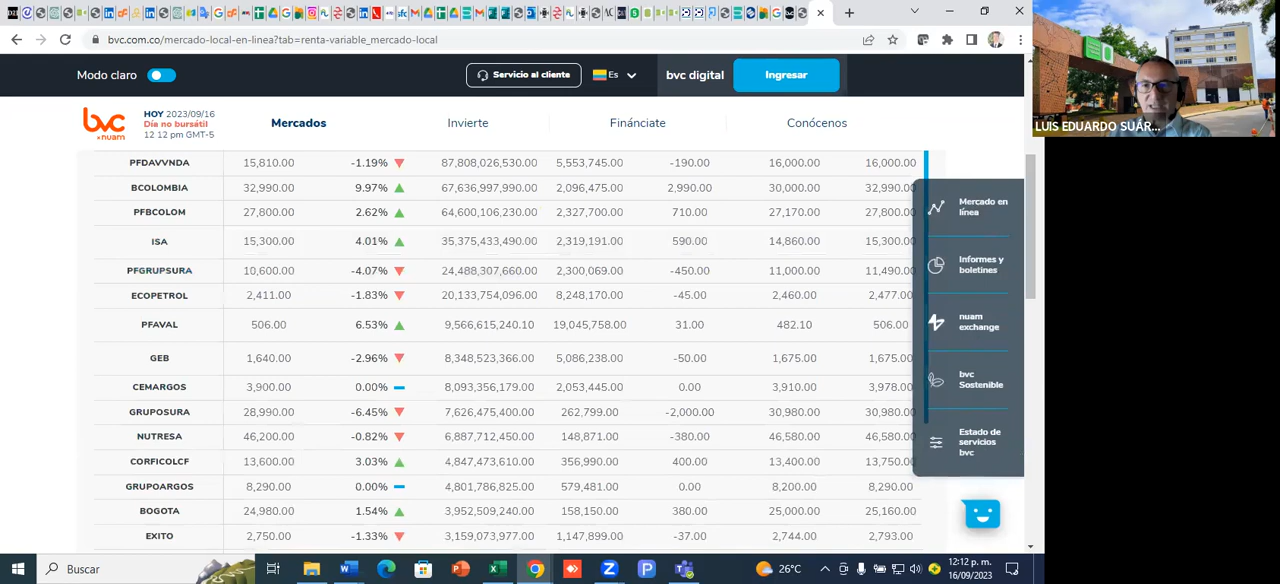 bvc.com.co/mercado-local-en-linea?tab=renta-variable_mercado-local
Modo claro
Servicio al cliente
Es
bvc digital
Ingresar
bvc
nuam
HOY 2023/09/16
Día no bursátil
12 12 pm GMT-5
Mercados
Invierte
Fináncíate
Conócenos
PFDAVVNDA 15,810.00 -1.19% 87,808,026,530.00 5,553,745.00 -190.00 16,000.00 16,000.00
BCOLOMBIA 32,990.00 9.97% 67,636,997,990.00 2,096,475.00 2,990.00 30,000.00 32,990.00
PFBCOLOM 27,800.00 2.62% 64,600,106,230.00 2,327,700.00 710.00 27,170.00 27,800.00
ISA 15,300.00 4.01% 35,375,433,490.00 2,319,191.00 590.00 14,860.00 15,300.00
PFGRUPSURA 10,600.00 -4.07% 24,488,307,660.00 2,300,069.00 -450.00 11,000.00 11,490.00
ECOPETROL 2,411.00 -1.83% 20,133,754,096.00 8,248,170.00 -45.00 2,460.00 2,477.00
PFAVAL 506.00 6.53% 9,566,615,240.10 19,045,758.00 31.00 482.10 506.00
GEB 1,640.00 -2.96% 8,348,523,366.00 5,086,238.00 -50.00 1,675.00 1,675.00
CEMARGOS 3,900.00 0.00% 8,093,356,179.00 2,053,445.00 0.00 3,910.00 3,978.00
GRUPOSURA 28,990.00 -6.45% 7,626,475,400.00 262,799.00 -2,000.00 30,980.00 30,980.00
NUTRESA 46,200.00 -0.82% 6,887,712,450.00 148,871.00 -380.00 46,580.00 46,580.00
CORFICOLCF 13,600.00 3.03% 4,847,473,610.00 356,990.00 400.00 13,400.00 13,750.00
GRUPOARGOS 8,290.00 0.00% 4,801,786,825.00 579,481.00 0.00 8,200.00 8,290.00
BOGOTA 24,980.00 1.54% 3,952,509,240.00 158,150.00 380.00 25,000.00 25,160.00
EXITO 2,750.00 -1.33% 3,159,073,977.00 1,147,899.00 -37.00 2,744.00 2,793.00
Mercado en
línea
Informes y
boletines
nuam
exchange
bvc
Sostenible
Estado de
servicios
bvc
LUIS EDUARDO SUÁR...
Buscar
26°C
12:12 p. m.
16/09/2023